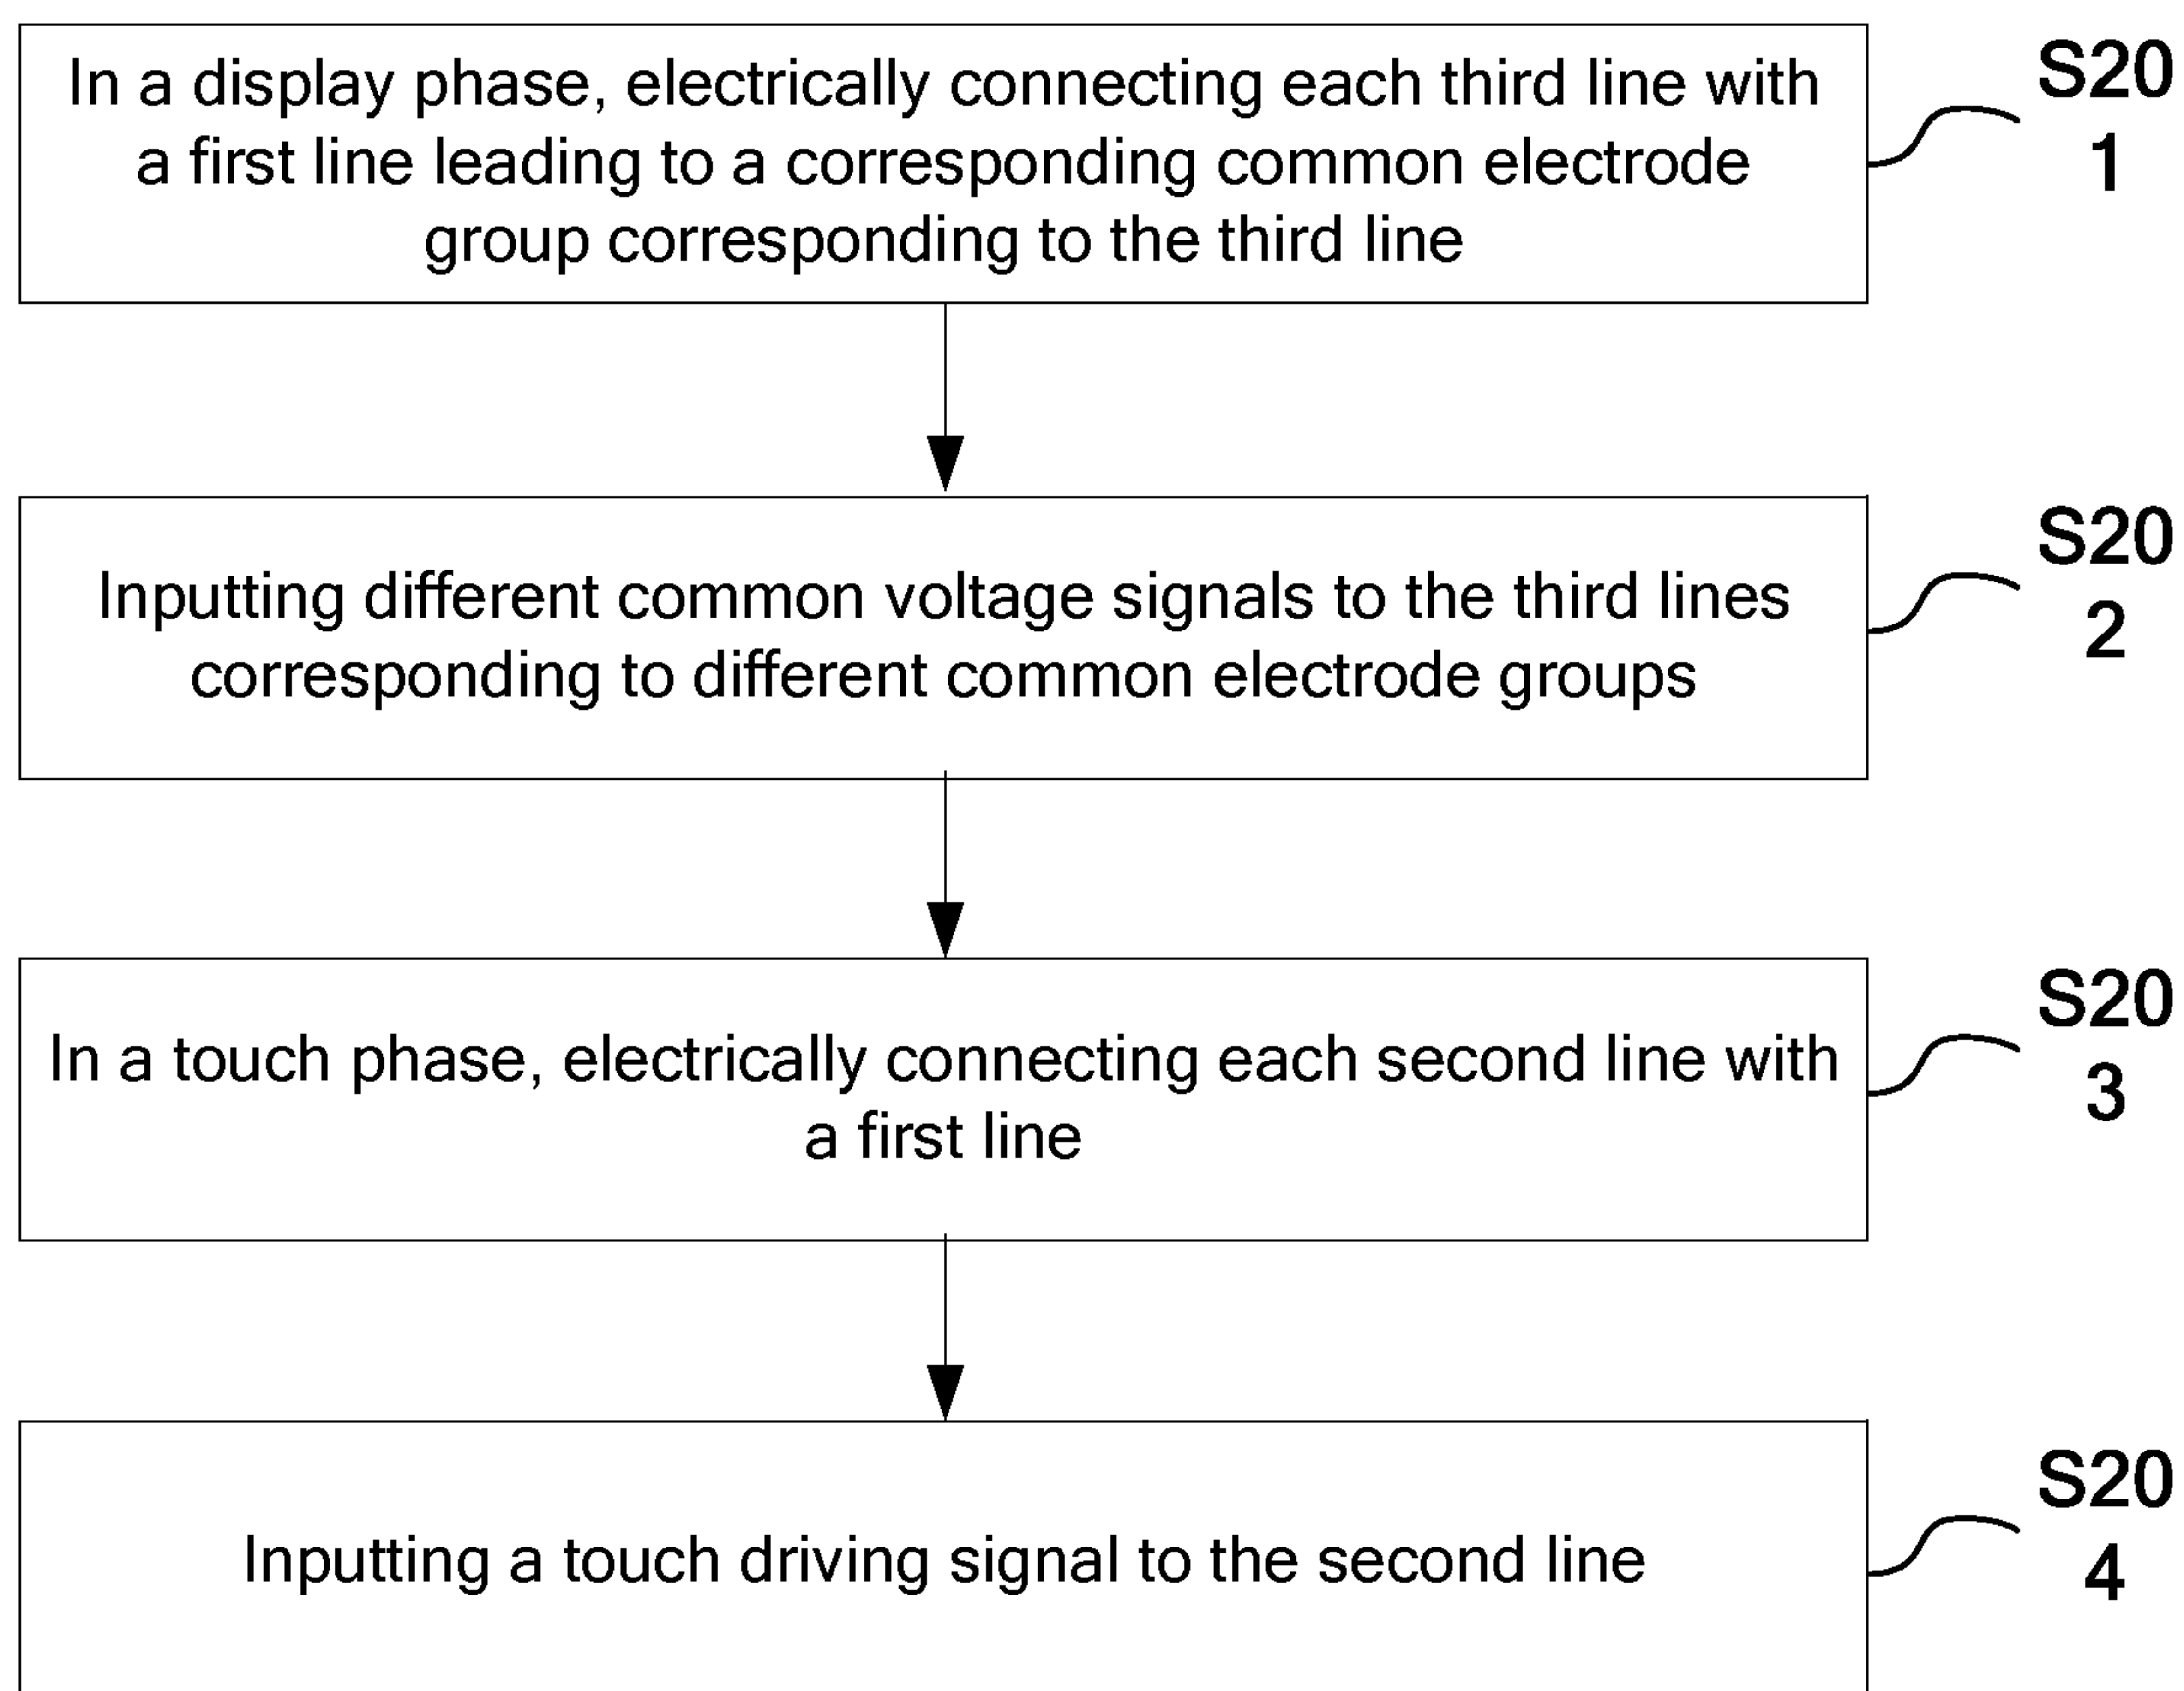 In a display phase, electrically connecting each third line with
a first line leading to a corresponding common electrode
group corresponding to the third line
S20
1
Inputting different common voltage signals to the third lines
corresponding to different common electrode groups
S20
2
In a touch phase, electrically connecting each second line with
a first line
S20
3
Inputting a touch driving signal to the second line
S20
4